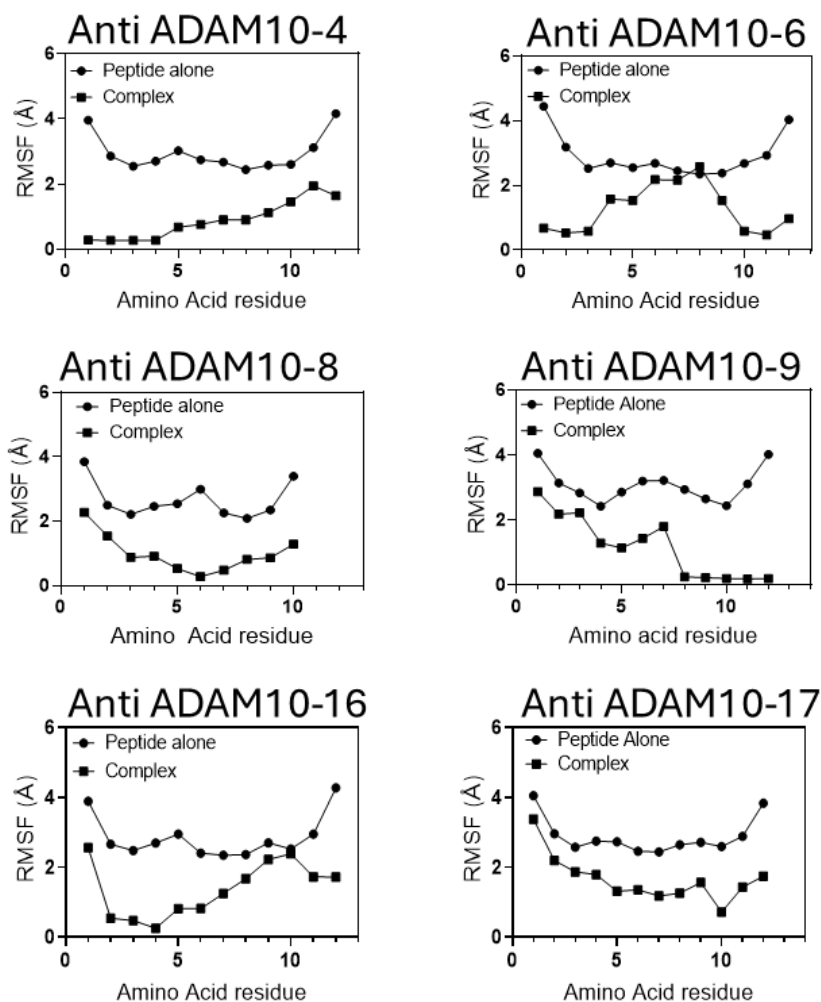 Anti ADAM10-4
6
Peptide alone
Complex
4
RMSF (Å)
2
0
0
5
10
Amino Acid residue
Anti ADAM10-6
6
Peptide alone
Complex
4
RMSF (Å)
2
0
0
5
10
Amino Acid residue
Anti ADAM10-8
6
Peptide alone
Complex
4
RMSF (Å)
2
0
0
5
10
Amino Acid residue
Anti ADAM10-9
6
Peptide Alone
Complex
4
RMSF (Å)
2
0
0
5
10
Amino acid residue
Anti ADAM10-16
6
Peptide alone
Complex
4
RMSF (Å)
2
0
0
5
10
Amino Acid residue
Anti ADAM10-17
6
Peptide Alone
Complex
4
RMSF (Å)
2
0
0
5
10
Amino Acid residue